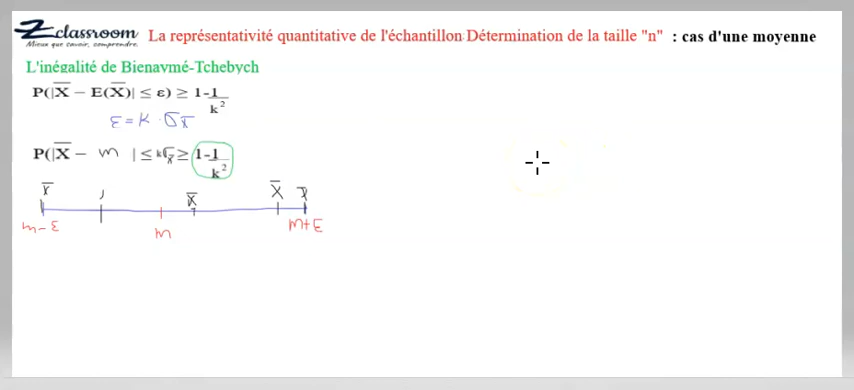 Zclassroom
Mieux que savoir, comprendre.
La représentativité quantitative de l'échantillon Détermination de la taille "n" : cas d'une moyenne
L'inégalité de Bienaymé-Tchebych
P(|X̅ − E(X̅)| ≤ ε) ≥ 1-1/k²
ε = k · σx̅
P(|X̅ − m | ≤ kσx̅ ≥ 1-1/k²
X̅ X̅ X̅
m-ε m m+ε